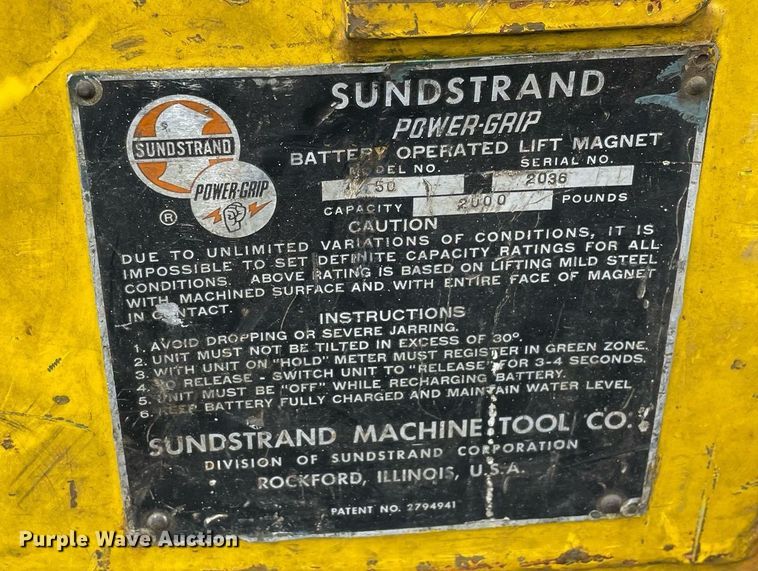 SUNDSTRAND
POWER-GRIP
BATTERY OPERATED LIFT MAGNET
SUNDSTRAND
POWER-GRIP
®
MODEL NO. SERIAL NO.
50 2036
CAPACITY 2000 POUNDS
CAUTION
DUE TO UNLIMITED VARIATIONS OF CONDITIONS, IT IS
IMPOSSIBLE TO SET DEFINITE CAPACITY RATINGS FOR ALL
CONDITIONS. ABOVE RATING IS BASED ON LIFTING MILD STEEL
WITH MACHINED SURFACE AND WITH ENTIRE FACE OF MAGNET
IN CONTACT.
INSTRUCTIONS
1. AVOID DROPPING OR SEVERE JARRING.
2. UNIT MUST NOT BE TILTED IN EXCESS OF 30°.
3. WITH UNIT ON "HOLD" METER MUST REGISTER IN GREEN ZONE.
4. TO RELEASE - SWITCH UNIT TO "RELEASE" FOR 3-4 SECONDS.
5. UNIT MUST BE "OFF" WHILE RECHARGING BATTERY.
6. KEEP BATTERY FULLY CHARGED AND MAINTAIN WATER LEVEL
SUNDSTRAND MACHINE TOOL CO.
DIVISION OF SUNDSTRAND CORPORATION
ROCKFORD, ILLINOIS, U.S.A.
PATENT NO. 2794941
Purple Wave Auction